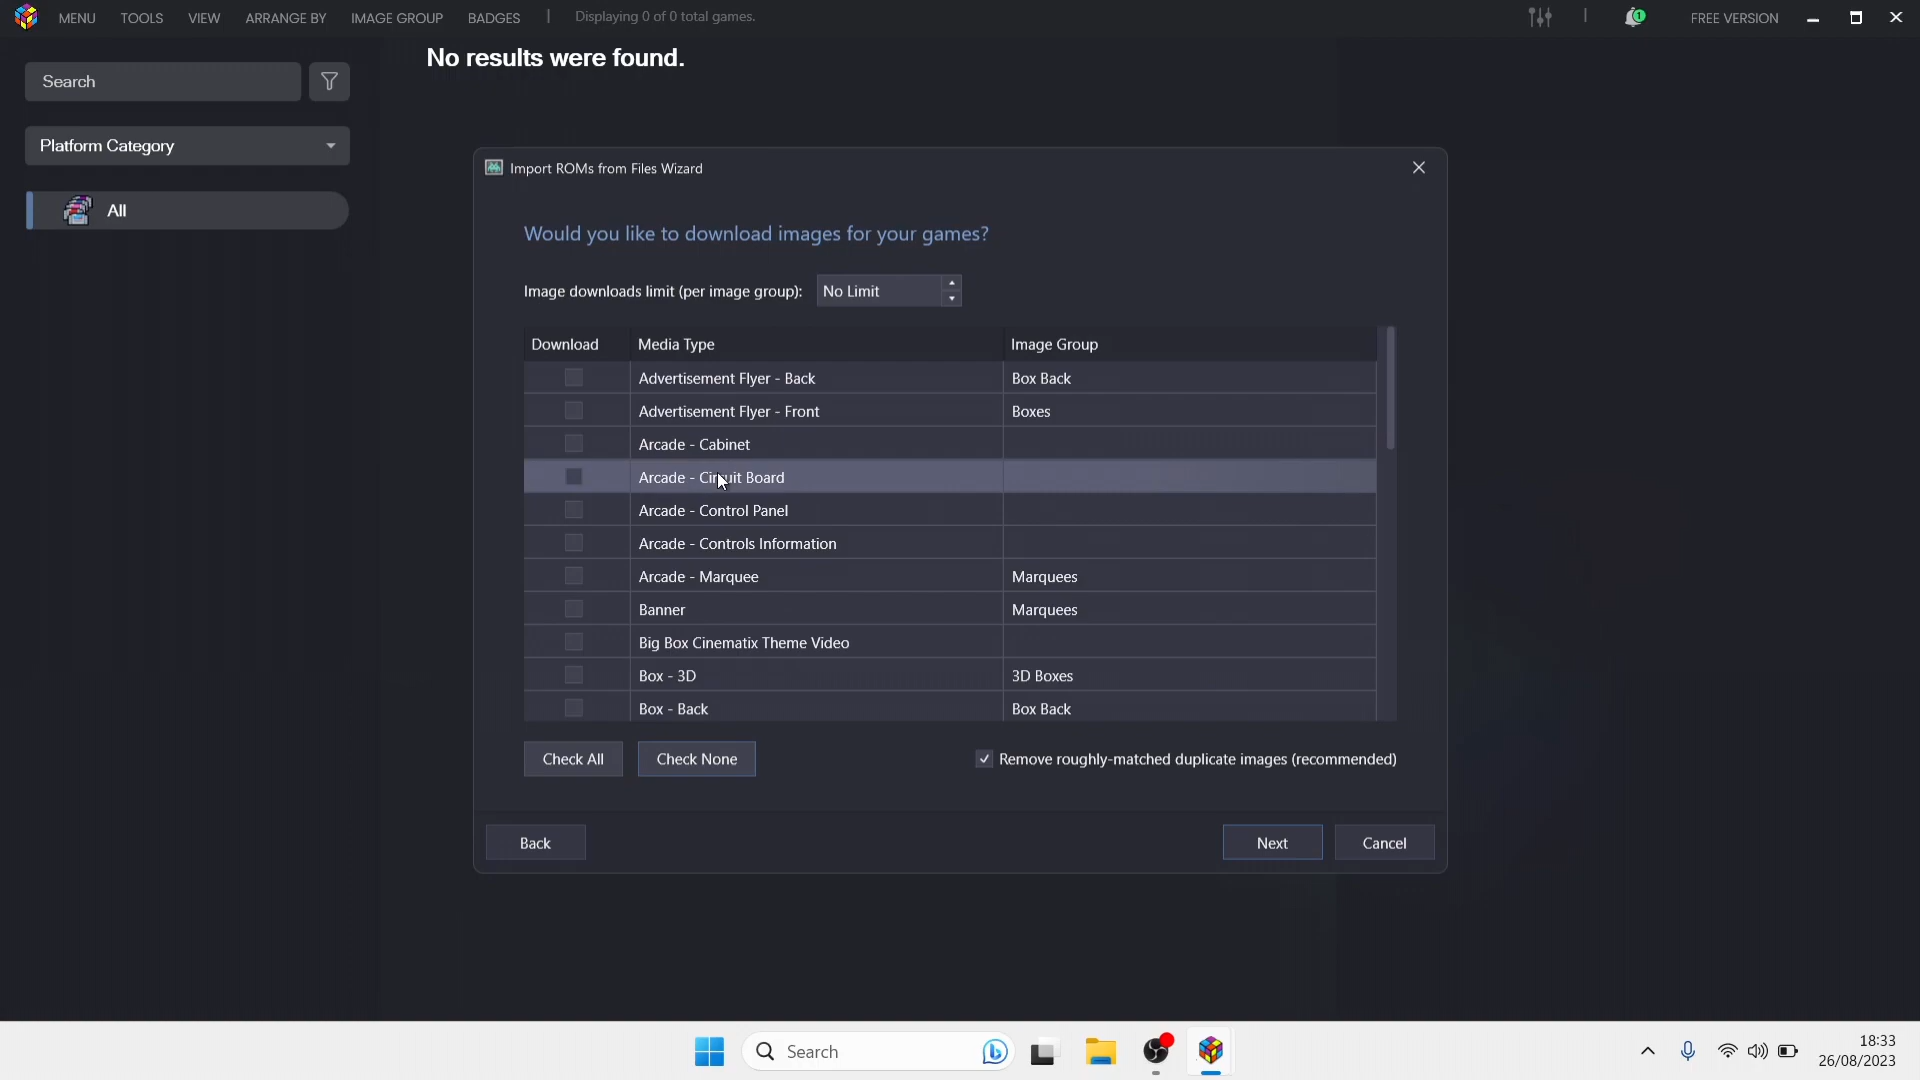 MENU TOOLS VIEW ARRANGE BY IMAGE GROUP BADGES Displaying 0 of 0 total games. 1 FREE VERSION
No results were found.
Search
Platform Category
All
Import ROMs from Files Wizard
Would you like to download images for your games?
Image downloads limit (per image group): No Limit
Download Media Type Image Group
Advertisement Flyer - Back Box Back
Advertisement Flyer - Front Boxes
Arcade - Cabinet
Arcade - Circuit Board
Arcade - Control Panel
Arcade - Controls Information
Arcade - Marquee Marquees
Banner Marquees
Big Box Cinematix Theme Video
Box - 3D 3D Boxes
Box - Back Box Back
Check All Check None Remove roughly-matched duplicate images (recommended)
Back Next Cancel
Search
18:33
26/08/2023